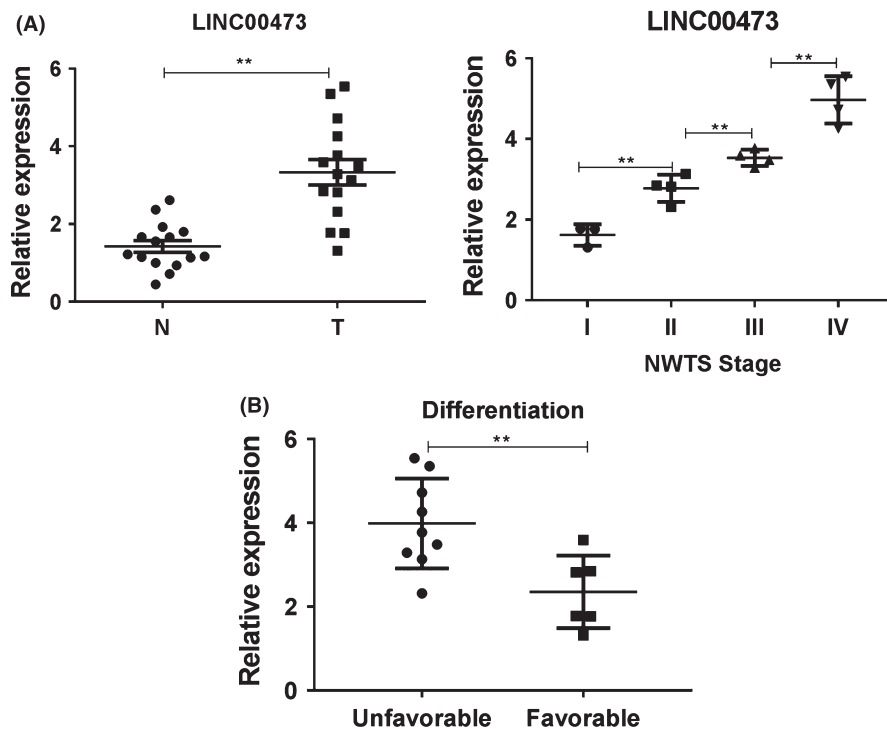 (A)
LINC00473
Relative expression
6
4
2
0
**
N
T
LINC00473
Relative expression
6
4
2
0
**
**
**
I
II
III
IV
NWTS Stage
(B)
Differentiation
Relative expression
6
4
2
0
**
Unfavorable
Favorable